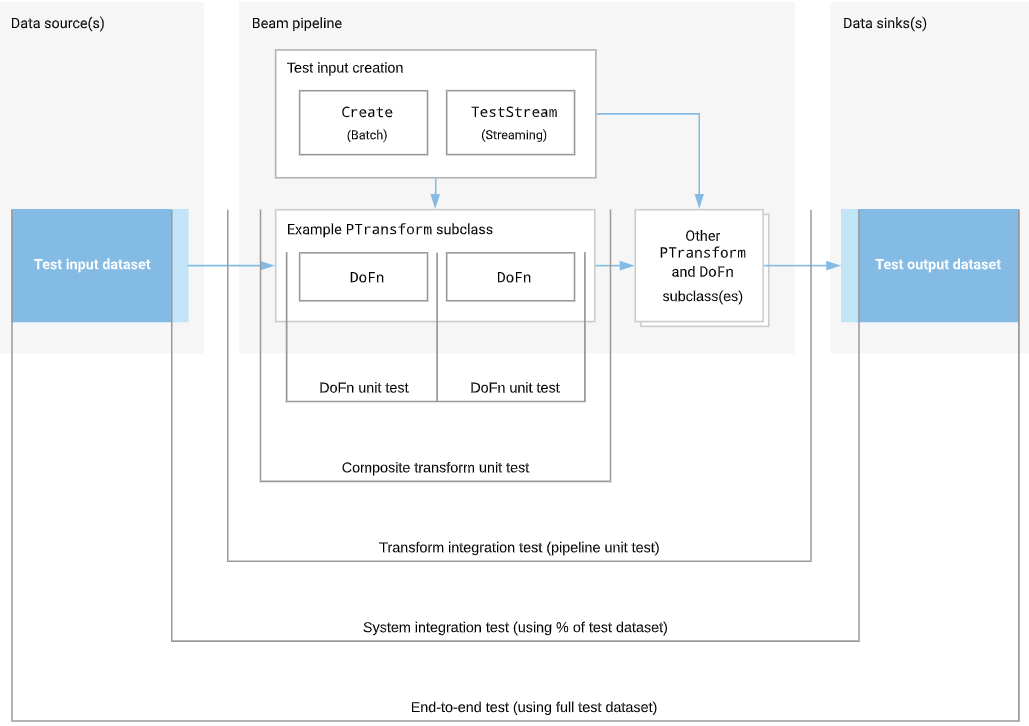 Data source(s)
Beam pipeline
Data sinks(s)
Test input creation
Create
(Batch)
TestStream
(Streaming)
Test input dataset
Example PTransform subclass
DoFn
DoFn
Other
PTransform
and DoFn
subclass(es)
Test output dataset
DoFn unit test
DoFn unit test
Composite transform unit test
Transform integration test (pipeline unit test)
System integration test (using % of test dataset)
End-to-end test (using full test dataset)